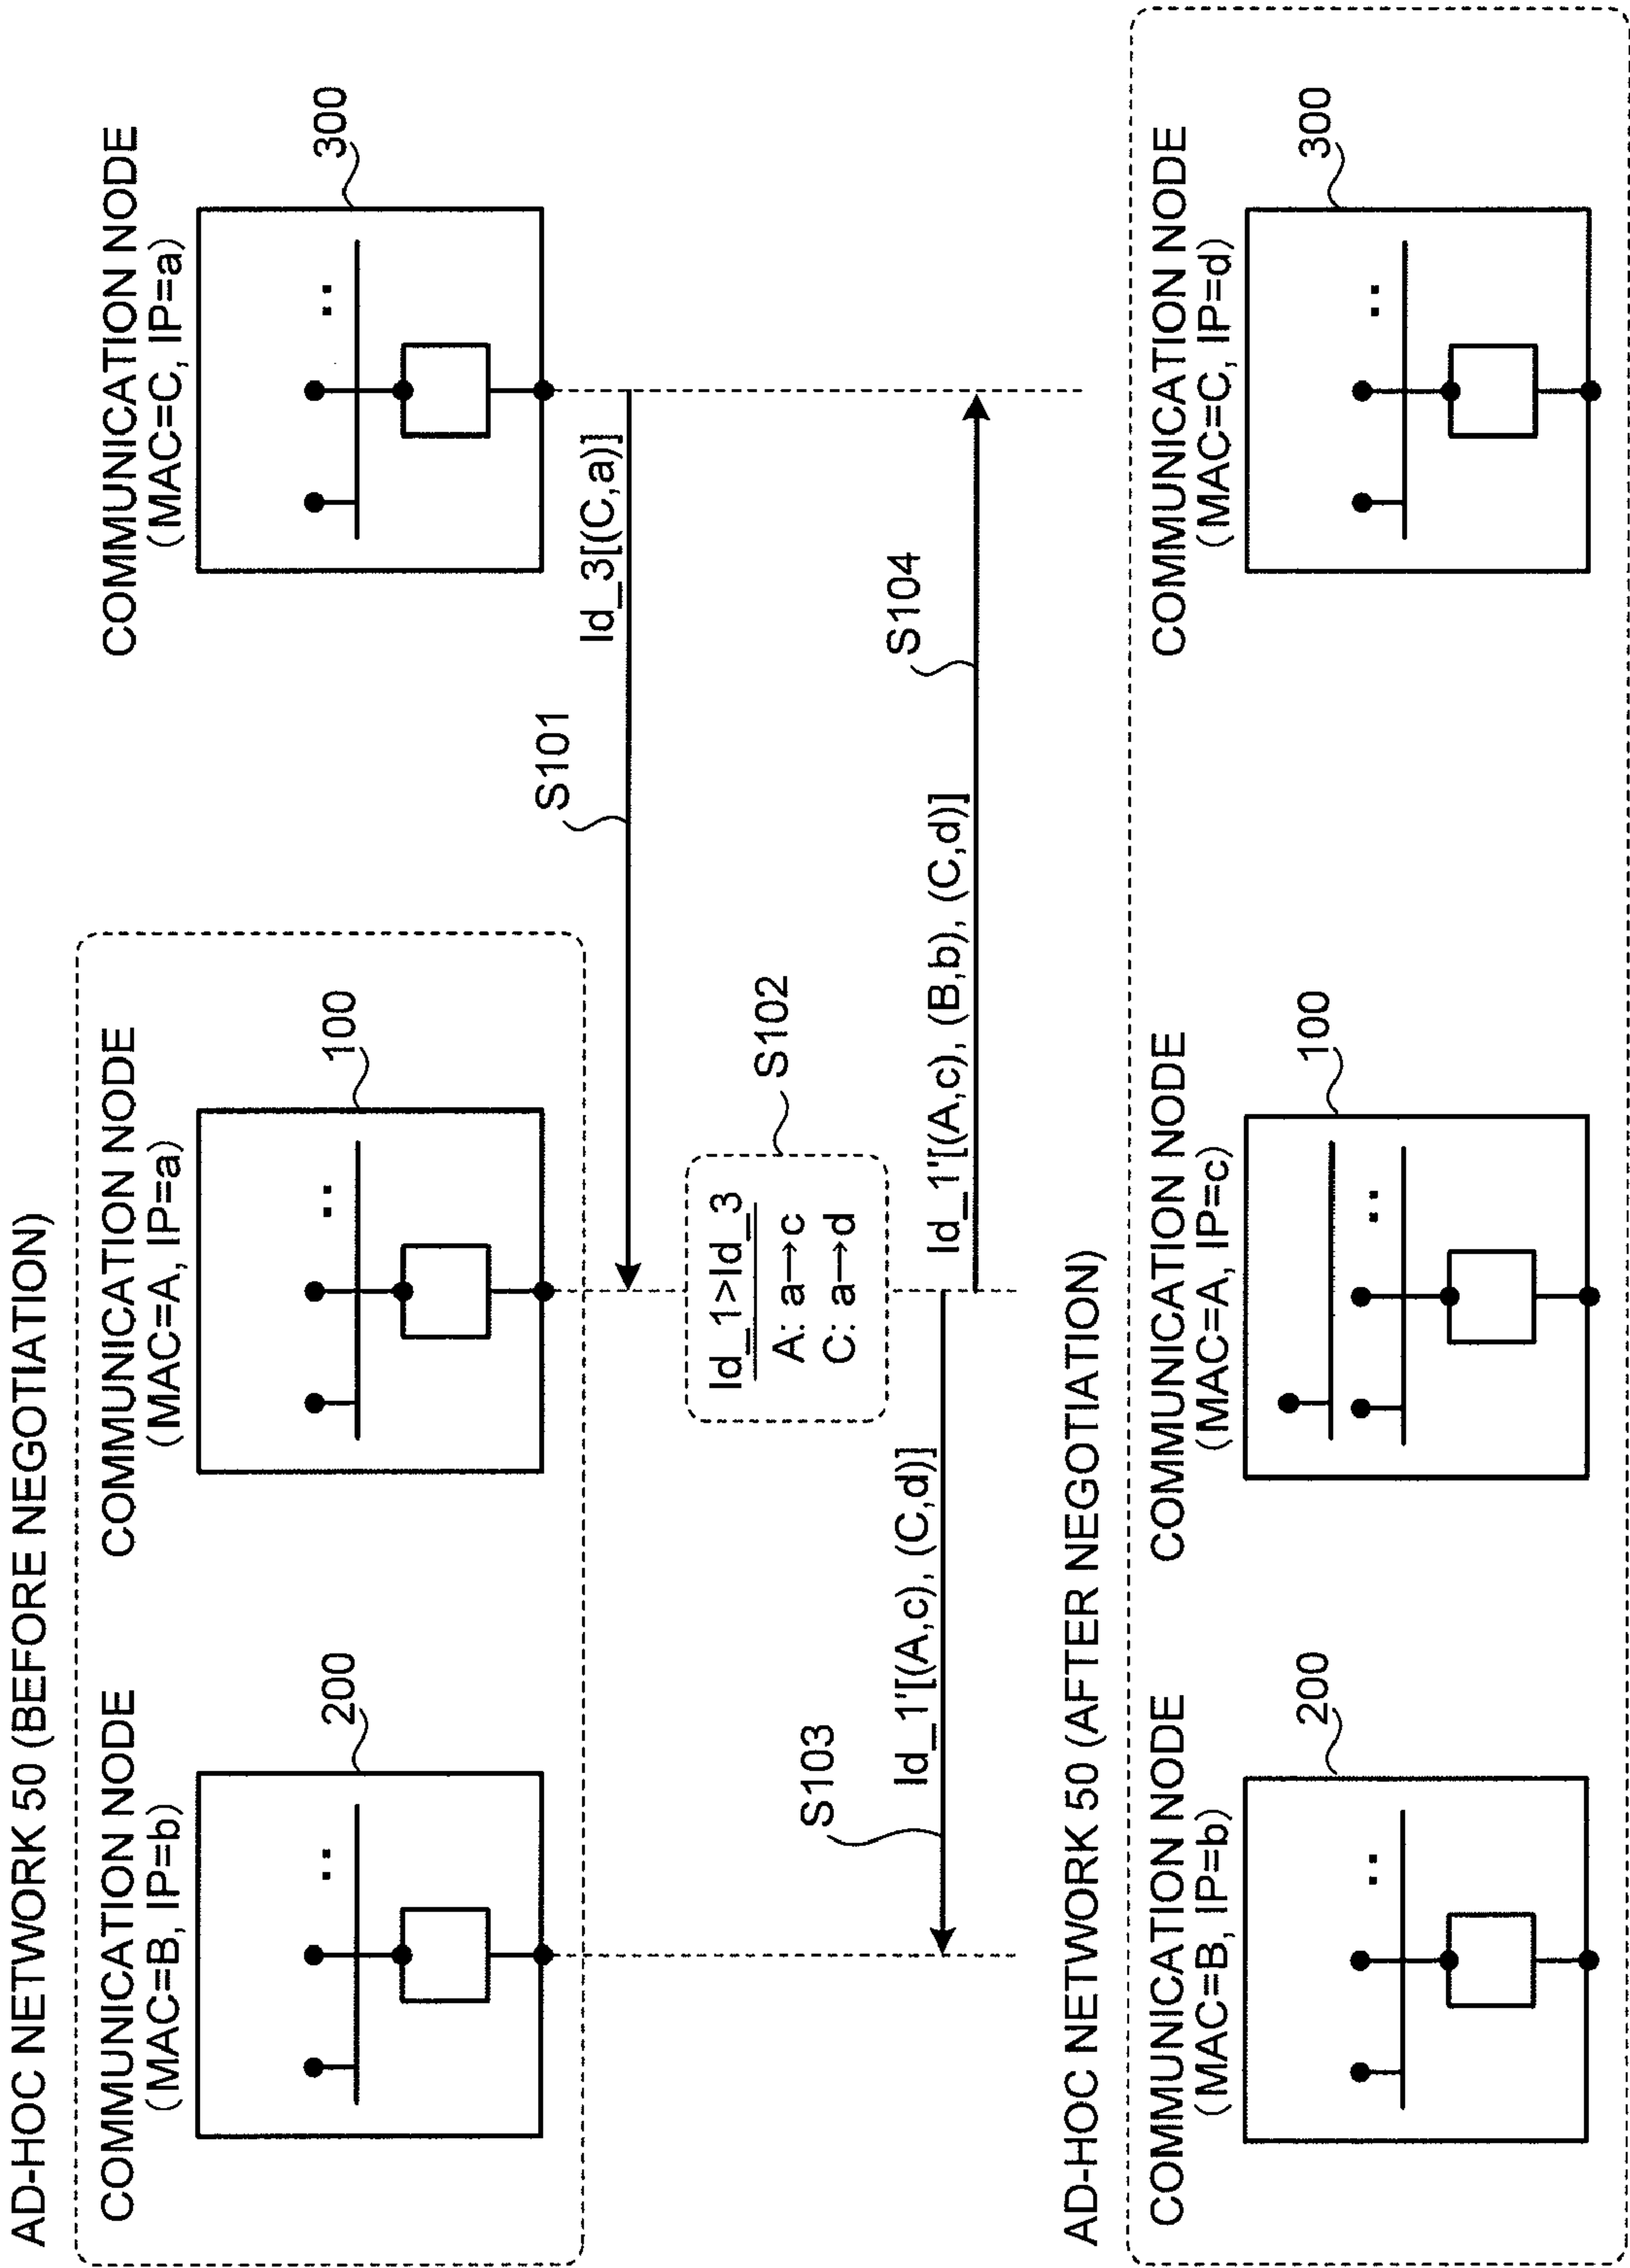 AD-HOC NETWORK 50 (BEFORE NEGOTIATION)
COMMUNICATION NODE
(MAC=B, IP=b)
200
COMMUNICATION NODE
(MAC=A, IP=a)
100
COMMUNICATION NODE
(MAC=C, IP=a)
300
S101
Id_3[(C,a)]
Id_1>Id_3
A: a→c
C: a→d
S102
S103
Id_1'[(A,c), (C,d)]
S104
Id_1'[(A,c), (B,b), (C,d)]
AD-HOC NETWORK 50 (AFTER NEGOTIATION)
COMMUNICATION NODE
(MAC=B, IP=b)
200
COMMUNICATION NODE
(MAC=A, IP=c)
100
COMMUNICATION NODE
(MAC=C, IP=d)
300